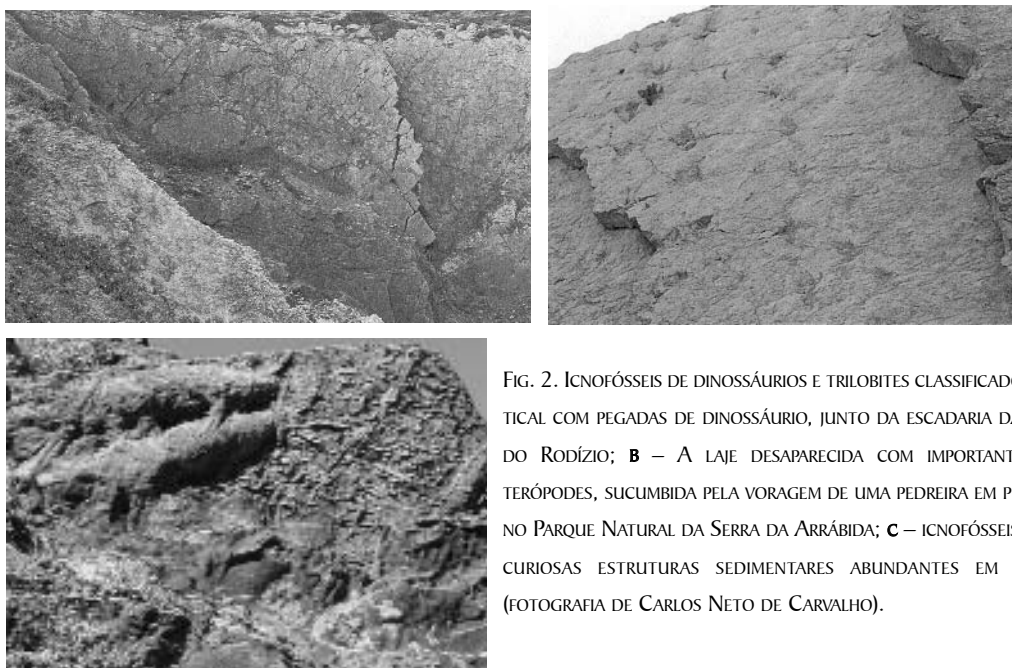 FIG. 2. ICNOFÓSSEIS DE DINOSSÁURIOS E TRILOBITES CLASSIFICADO
TICAL COM PEGADAS DE DINOSSÁURIO, JUNTO DA ESCADARIA DA
DO RODÍZIO; B – A LAJE DESAPARECIDA COM IMPORTANT
TERÓPODES, SUCUMBIDA PELA VORAGEM DE UMA PEDREIRA EM P
NO PARQUE NATURAL DA SERRA DA ARRÁBIDA; C – ICNOFÓSSEIS
CURIOSAS ESTRUTURAS SEDIMENTARES ABUNDANTES EM
(FOTOGRAFIA DE CARLOS NETO DE CARVALHO).